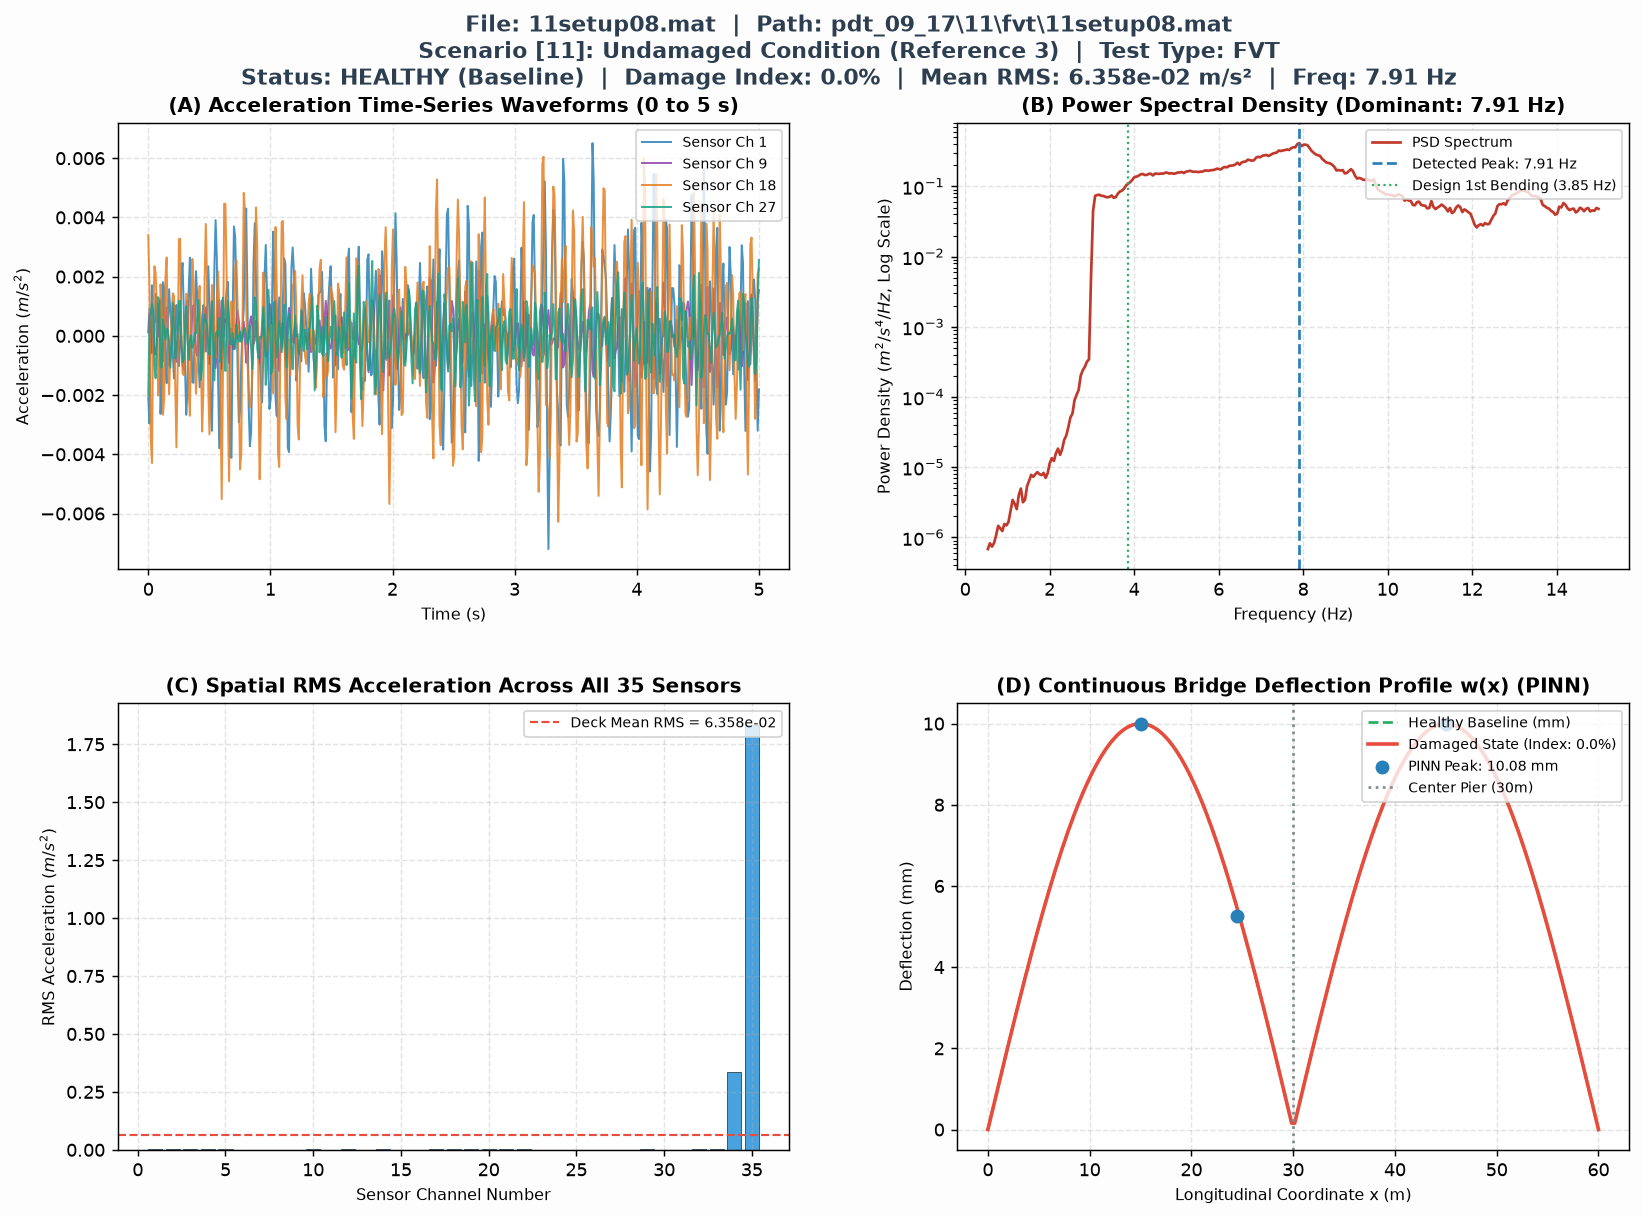 File: 11setup08.mat | Path: pdt_09_17\11\fvt\11setup08.mat
Scenario [11]: Undamaged Condition (Reference 3) | Test Type: FVT
Status: HEALTHY (Baseline) | Damage Index: 0.0% | Mean RMS: 6.358e-02 m/s² | Freq: 7.91 Hz
(A) Acceleration Time-Series Waveforms (0 to 5 s)
Sensor Ch 1
Sensor Ch 9
Sensor Ch 18
Sensor Ch 27
0.006
0.004
0.002
0.000
−0.002
−0.004
−0.006
Acceleration (m/s²)
0 1 2 3 4 5
Time (s)
(B) Power Spectral Density (Dominant: 7.91 Hz)
PSD Spectrum
Detected Peak: 7.91 Hz
Design 1st Bending (3.85 Hz)
10⁻¹
10⁻²
10⁻³
10⁻⁴
10⁻⁵
10⁻⁶
Power Density (m²/s⁴/Hz, Log Scale)
0 2 4 6 8 10 12 14
Frequency (Hz)
(C) Spatial RMS Acceleration Across All 35 Sensors
Deck Mean RMS = 6.358e-02
1.75
1.50
1.25
1.00
0.75
0.50
0.25
0.00
RMS Acceleration (m/s²)
0 5 10 15 20 25 30 35
Sensor Channel Number
(D) Continuous Bridge Deflection Profile w(x) (PINN)
Healthy Baseline (mm)
Damaged State (Index: 0.0%)
PINN Peak: 10.08 mm
Center Pier (30m)
10
8
6
4
2
0
Deflection (mm)
0 10 20 30 40 50 60
Longitudinal Coordinate x (m)